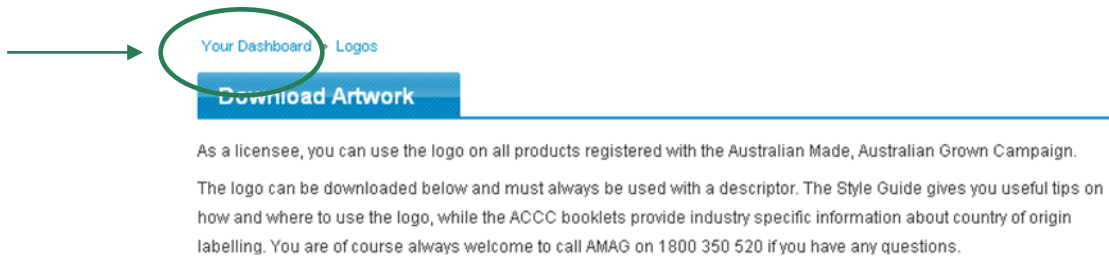 Your Dashboard » Logos
Download Artwork
As a licensee, you can use the logo on all products registered with the Australian Made, Australian Grown Campaign.
The logo can be downloaded below and must always be used with a descriptor. The Style Guide gives you useful tips on
how and where to use the logo, while the ACCC booklets provide industry specific information about country of origin
labelling. You are of course always welcome to call AMAG on 1800 350 520 if you have any questions.